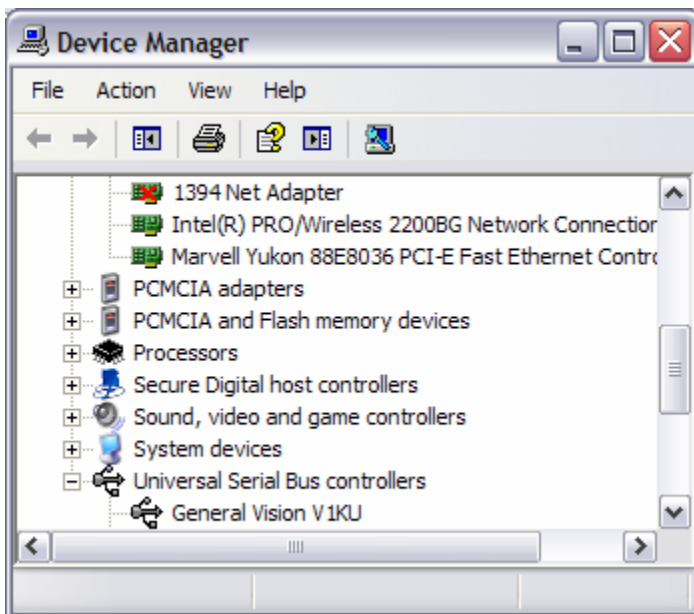 Device Manager
File Action View Help
1394 Net Adapter
Intel(R) PRO/Wireless 2200BG Network Connection
Marvell Yukon 88E8036 PCI-E Fast Ethernet Contro
PCMCIA adapters
PCMCIA and Flash memory devices
Processors
Secure Digital host controllers
Sound, video and game controllers
System devices
Universal Serial Bus controllers
General Vision V1KU